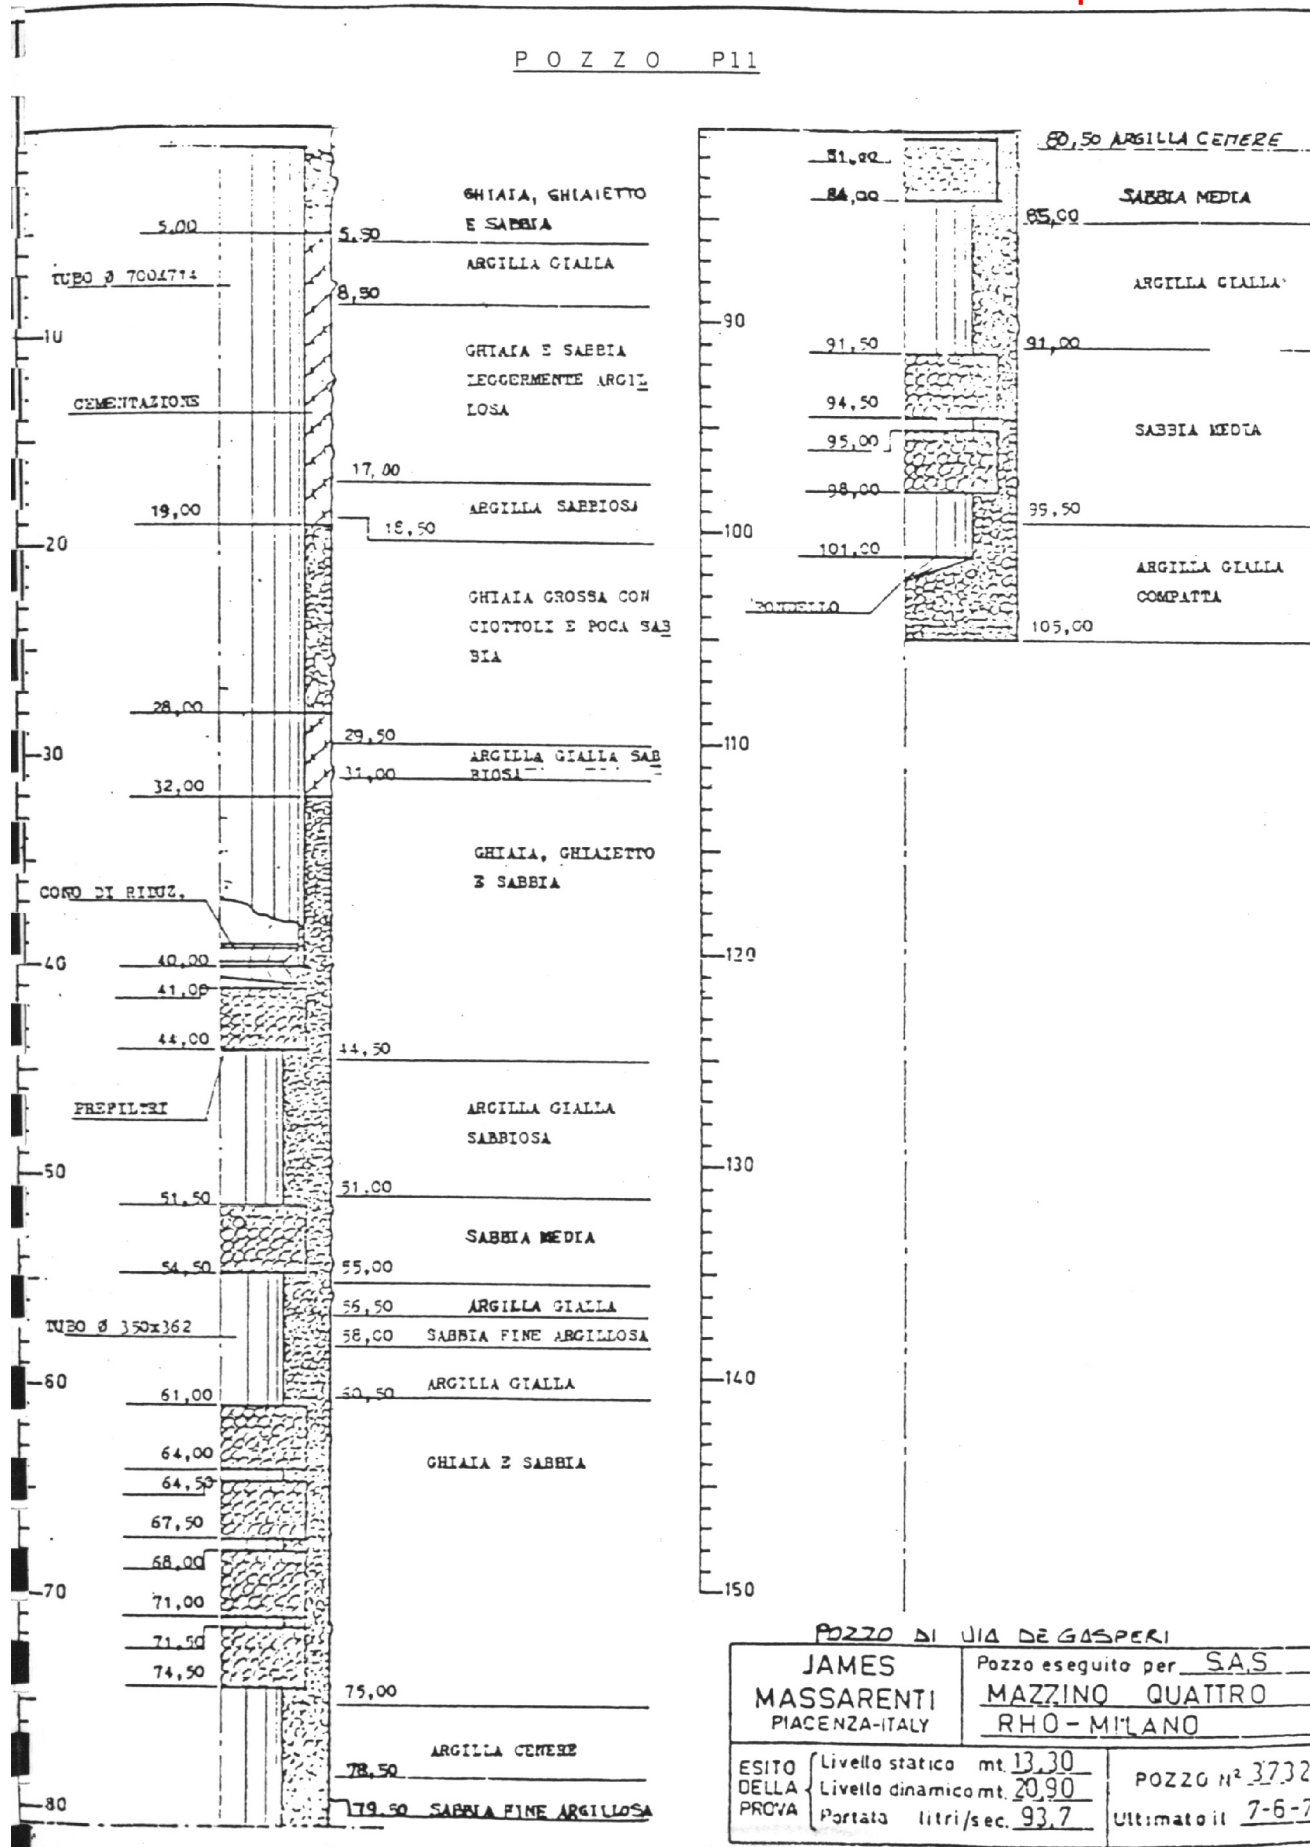 POZZO P11
GHIAIA, GHIAIETTO
E SABBIA
5,00
5,50
ARGILLA GIALLA
TUBO Ø 700x714
8,50
10
GHIAIA E SABBIA
LEGGERMENTE ARGIL
LOSA
CEMENTAZIONE
17,00
19,00
ARGILLA SABBIOSA
18,50
20
GHIAIA GROSSA CON
CIOTTOLI E POCA SAB
BIA
28,00
29,50
30
ARGILLA GIALLA SAB
BIOSA
31,00
32,00
GHIAIA, GHIAIETTO
E SABBIA
CONO DI RIDUZ.
40
40,00
41,00
44,00
44,50
PREFILTRI
ARGILLA GIALLA
SABBIOSA
50
51,50
51,00
SABBIA MEDIA
54,50
55,00
56,50
ARGILLA GIALLA
TUBO Ø 350x362
58,00
SABBIA FINE ARGILLOSA
60
61,00
60,50
ARGILLA GIALLA
64,00
GHIAIA E SABBIA
64,50
67,50
68,00
70
71,00
71,50
74,50
75,00
ARGILLA CENERE
78,50
80
79.50 SABBIA FINE ARGILLOSA
80,50 ARGILLA CENERE
81,00
84,00
SABBIA MEDIA
85,00
ARGILLA GIALLA
90
91,50
91,00
94,50
95,00
SABBIA MEDIA
98,00
99,50
100
101,00
ARGILLA GIALLA
COMPATTA
FONDELLO
105,00
110
120
130
140
150
POZZO DI VIA DE GASPERI
JAMES
MASSARENTI
PIACENZA-ITALY
Pozzo eseguito per S.A.S
MAZZINO QUATTRO
RHO - MILANO
ESITO
DELLA
PROVA
Livello statico mt. 13,30
Livello dinamico mt. 20,90
Portata litri/sec. 93,7
POZZO N° 3732
Ultimato il 7-6-7